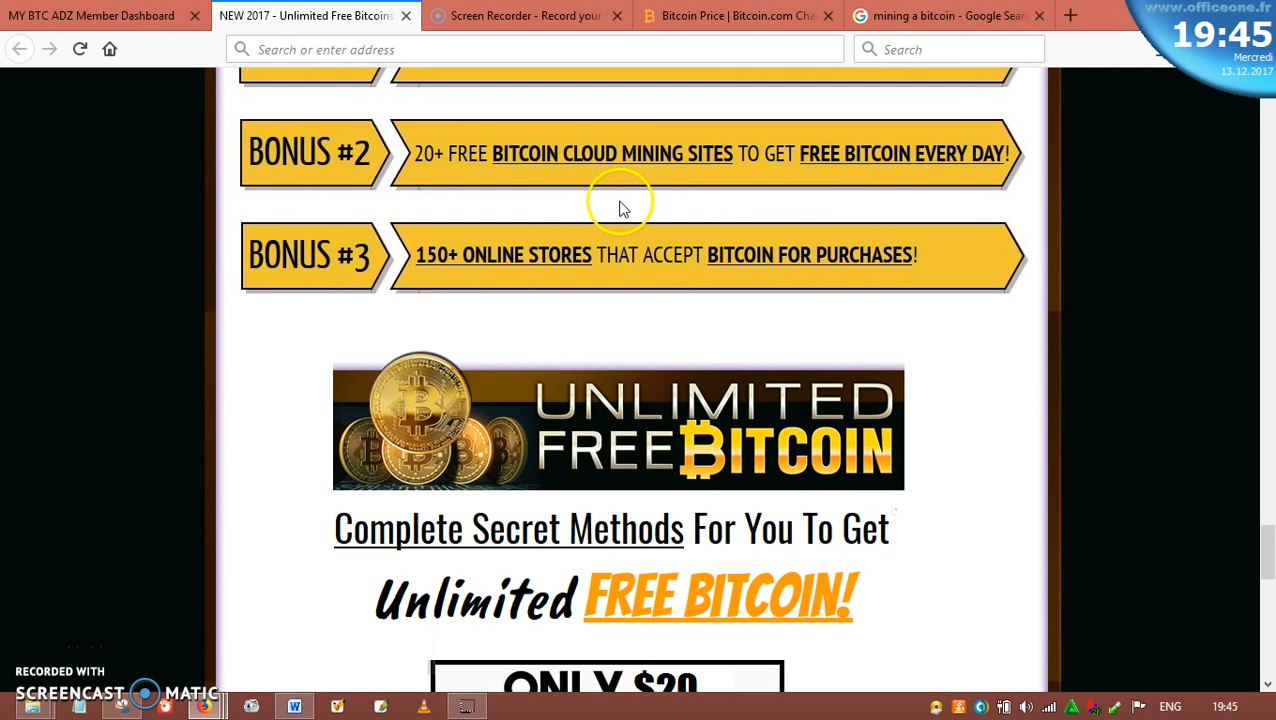 MY BTC ADZ Member Dashboard
NEW 2017 - Unlimited Free Bitcoins
Screen Recorder - Record your
Bitcoin Price | Bitcoin.com Cha
mining a bitcoin - Google Sear
www.officeone.fr
19:45
Mercredi
13.12.2017
Search or enter address
Search
BONUS #2
20+ FREE BITCOIN CLOUD MINING SITES TO GET FREE BITCOIN EVERY DAY!
BONUS #3
150+ ONLINE STORES THAT ACCEPT BITCOIN FOR PURCHASES!
UNLIMITED
FREE BITCOIN
Complete Secret Methods For You To Get
Unlimited FREE BITCOIN!
ONLY $20
RECORDED WITH
SCREENCAST MATIC
ENG
19:45